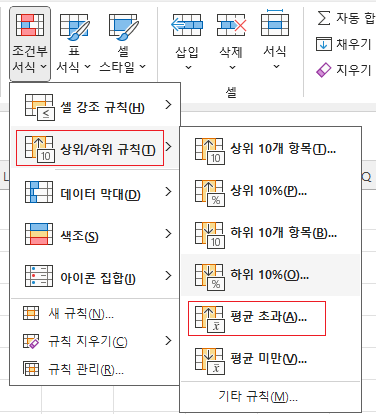 조건부
서식
표
서식
셀
스타일
삽입
삭제
서식
셀
자동 합
채우기
지우기
셀 강조 규칙(H)
상위/하위 규칙(T)
데이터 막대(D)
색조(S)
아이콘 집합(I)
새 규칙(N)...
규칙 지우기(C)
규칙 관리(R)...
L
Q
상위 10개 항목(T)...
상위 10%(P)...
하위 10개 항목(B)...
하위 10%(O)...
평균 초과(A)...
평균 미만(V)...
기타 규칙(M)...